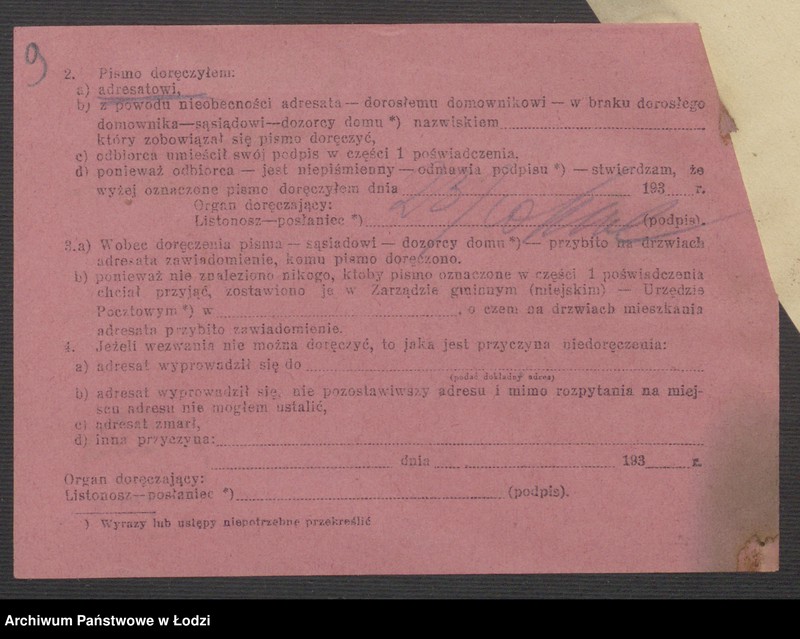 9
2. Pismo doręczyłem:
a) adresatowi,
b) z powodu nieobecności adresata — dorosłemu domownikowi — w braku dorosłego
domownika—sąsiadowi—dozorcy domu *) nazwiskiem
który zobowiązał się pismo doręczyć,
c) odbiorca umieścił swój podpis w części 1 poświadczenia,
d) ponieważ odbiorca — jest niepiśmienny — odmawia podpisu *) — stwierdzam, że
wyżej oznaczone pismo doręczyłem dnia 193 r.
Organ doręczający:
Listonosz—posłaniec *) (podpis).
3.a) Wobec doręczenia pisma — sąsiadowi — dozorcy domu *) — przybito na drzwiach
adresata zawiadomienie, komu pismo doręczono.
b) ponieważ nie znaleziono nikogo, ktoby pismo oznaczone w części 1 poświadczenia
chciał przyjąć, zostawiono je w Zarządzie gminnym (miejskim) — Urzędzie
Pocztowym *) w , o czem na drzwiach mieszkania
adresata przybito zawiadomienie.
4. Jeżeli wezwania nie można doręczyć, to jaka jest przyczyna niedoręczenia:
a) adresat wyprowadził się do
(podać dokładny adres)
b) adresat wyprowadził się, nie pozostawiwszy adresu i mimo rozpytania na miej-
scu adresu nie mogłem ustalić,
c) adresat zmarł,
d) inna przyczyna:
dnia 193 r.
Organ doręczający:
Listonosz—posłaniec *) (podpis).
) Wyrazy lub ustępy niepotrzebne przekreślić
Archiwum Państwowe w Łodzi